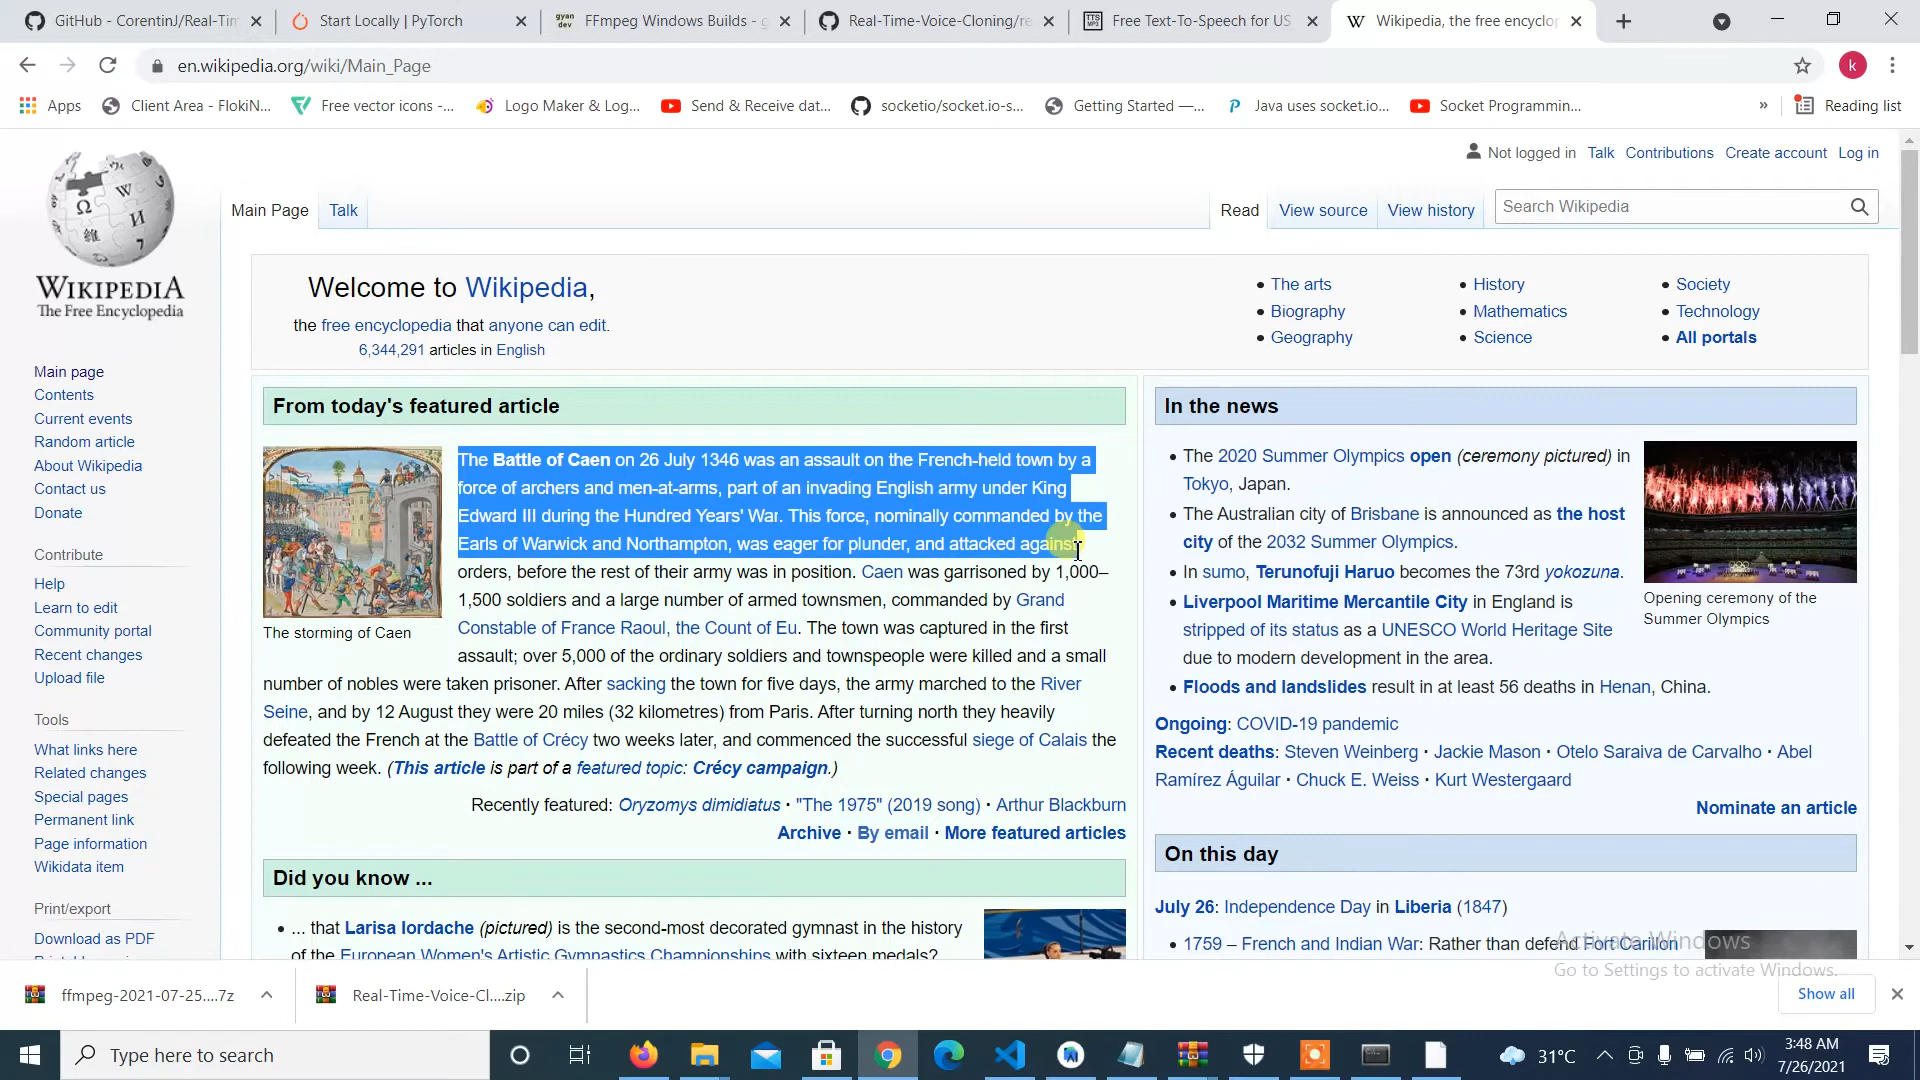 GitHub - CorentinJ/Real-Tim
Start Locally | PyTorch
FFmpeg Windows Builds - g
Real-Time-Voice-Cloning/re
Free Text-To-Speech for US
Wikipedia, the free encyclo
en.wikipedia.org/wiki/Main_Page
k
Apps
Client Area - FlokiN...
Free vector icons -...
Logo Maker & Log...
Send & Receive dat...
socketio/socket.io-s...
Getting Started —...
Java uses socket.io...
Socket Programmin...
»
Reading list
Not logged in Talk Contributions Create account Log in
WIKIPEDIA
The Free Encyclopedia
Main Page Talk
Read View source View history
Search Wikipedia
Main page
Contents
Current events
Random article
About Wikipedia
Contact us
Donate
Contribute
Help
Learn to edit
Community portal
Recent changes
Upload file
Tools
What links here
Related changes
Special pages
Permanent link
Page information
Wikidata item
Print/export
Download as PDF
Welcome to Wikipedia,
the free encyclopedia that anyone can edit.
6,344,291 articles in English
The arts
Biography
Geography
History
Mathematics
Science
Society
Technology
All portals
From today's featured article
The storming of Caen
The Battle of Caen on 26 July 1346 was an assault on the French-held town by a
force of archers and men-at-arms, part of an invading English army under King
Edward III during the Hundred Years' War. This force, nominally commanded by the
Earls of Warwick and Northampton, was eager for plunder, and attacked against
orders, before the rest of their army was in position. Caen was garrisoned by 1,000–
1,500 soldiers and a large number of armed townsmen, commanded by Grand
Constable of France Raoul, the Count of Eu. The town was captured in the first
assault; over 5,000 of the ordinary soldiers and townspeople were killed and a small
number of nobles were taken prisoner. After sacking the town for five days, the army marched to the River
Seine, and by 12 August they were 20 miles (32 kilometres) from Paris. After turning north they heavily
defeated the French at the Battle of Crécy two weeks later, and commenced the successful siege of Calais the
following week. (This article is part of a featured topic: Crécy campaign.)
Recently featured: Oryzomys dimidiatus · "The 1975" (2019 song) · Arthur Blackburn
Archive · By email · More featured articles
Did you know ...
... that Larisa Iordache (pictured) is the second-most decorated gymnast in the history
of the European Women's Artistic Gymnastics Championships with sixteen medals?
In the news
The 2020 Summer Olympics open (ceremony pictured) in
Tokyo, Japan.
The Australian city of Brisbane is announced as the host
city of the 2032 Summer Olympics.
In sumo, Terunofuji Haruo becomes the 73rd yokozuna.
Liverpool Maritime Mercantile City in England is
stripped of its status as a UNESCO World Heritage Site
due to modern development in the area.
Floods and landslides result in at least 56 deaths in Henan, China.
Opening ceremony of the
Summer Olympics
Ongoing: COVID-19 pandemic
Recent deaths: Steven Weinberg · Jackie Mason · Otelo Saraiva de Carvalho · Abel
Ramírez Águilar · Chuck E. Weiss · Kurt Westergaard
Nominate an article
On this day
July 26: Independence Day in Liberia (1847)
1759 – French and Indian War: Rather than defend Fort Carillon
Activate Windows
Go to Settings to activate Windows.
ffmpeg-2021-07-25....7z
Real-Time-Voice-Cl....zip
Show all
Type here to search
31°C
3:48 AM
7/26/2021